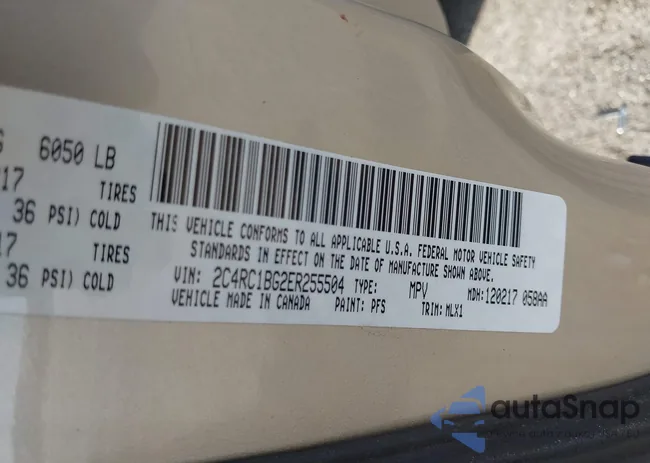 6050 LB
17 TIRES
36 PSI) COLD
17 TIRES
36 PSI) COLD
THIS VEHICLE CONFORMS TO ALL APPLICABLE U.S.A. FEDERAL MOTOR VEHICLE SAFETY
STANDARDS IN EFFECT ON THE DATE OF MANUFACTURE SHOWN ABOVE.
VIN: 2C4RC1BG2ER255504 TYPE: MPV MDH: 120217 058AA
VEHICLE MADE IN CANADA PAINT: PFS TRIM: MLX1
autaSnap